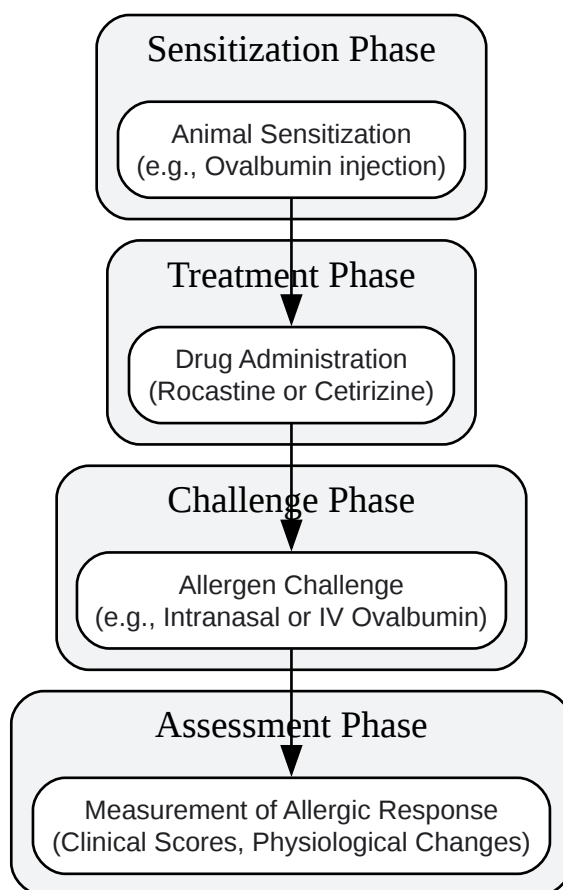 Sensitization Phase
Animal Sensitization
(e.g., Ovalbumin injection)
Treatment Phase
Drug Administration
(Rocastine or Cetirizine)
Challenge Phase
Allergen Challenge
(e.g., Intranasal or IV Ovalbumin)
Assessment Phase
Measurement of Allergic Response
(Clinical Scores, Physiological Changes)